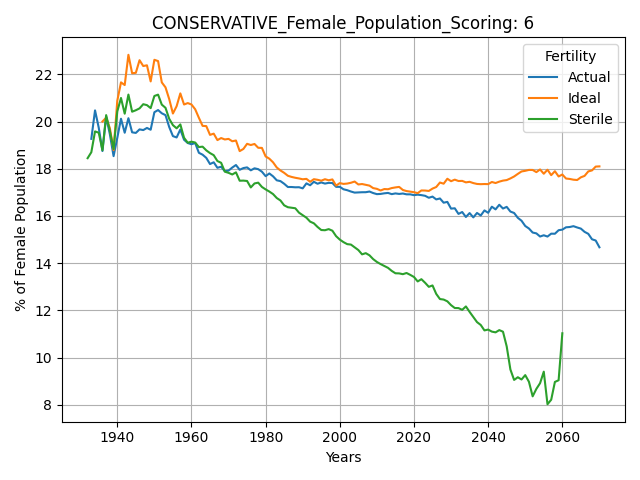 CONSERVATIVE_Female_Population_Scoring: 6
Fertility
Actual
Ideal
Sterile
% of Female Population
22
20
18
16
14
12
10
8
1940 1960 1980 2000 2020 2040 2060
Years